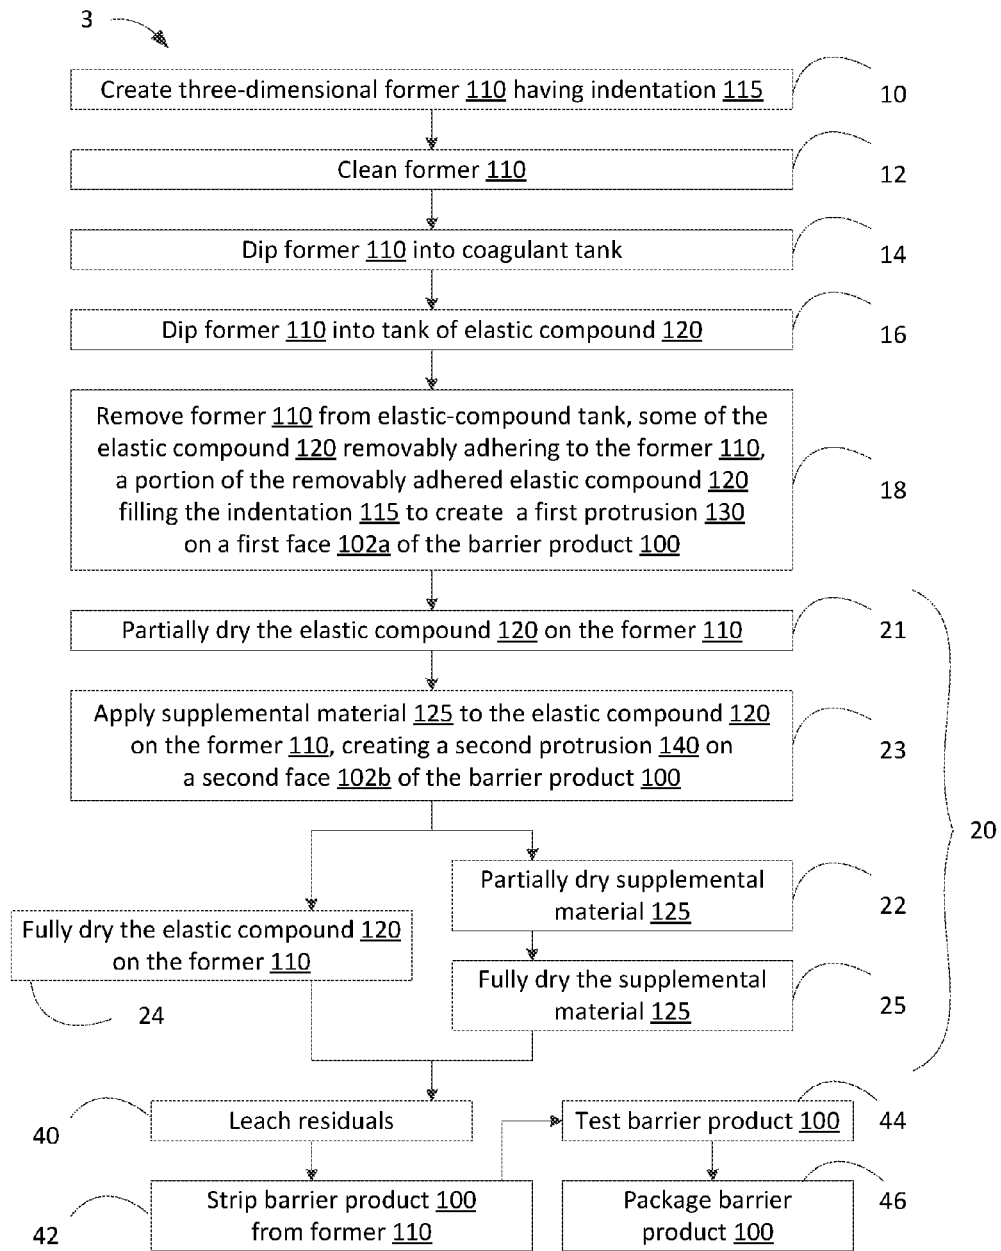 3
Create three-dimensional former 110 having indentation 115
10
Clean former 110
12
Dip former 110 into coagulant tank
14
Dip former 110 into tank of elastic compound 120
16
Remove former 110 from elastic-compound tank, some of the
elastic compound 120 removably adhering to the former 110,
a portion of the removably adhered elastic compound 120
filling the indentation 115 to create a first protrusion 130
on a first face 102a of the barrier product 100
18
Partially dry the elastic compound 120 on the former 110
21
Apply supplemental material 125 to the elastic compound 120
on the former 110, creating a second protrusion 140 on
a second face 102b of the barrier product 100
23
20
Partially dry supplemental
material 125
22
Fully dry the elastic compound 120
on the former 110
24
Fully dry the supplemental
material 125
25
Leach residuals
40
Test barrier product 100
44
Strip barrier product 100
from former 110
42
Package barrier
product 100
46